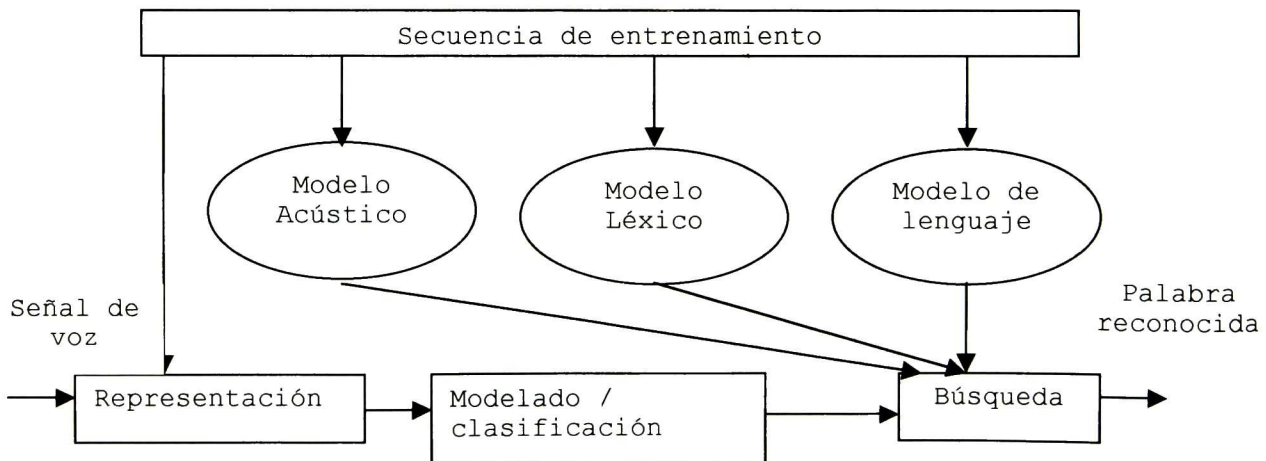 Secuencia de entrenamiento
Modelo
Acústico
Modelo
Léxico
Modelo de
lenguaje
Señal de
voz
Palabra
reconocida
Representación
Modelado /
clasificación
Búsqueda